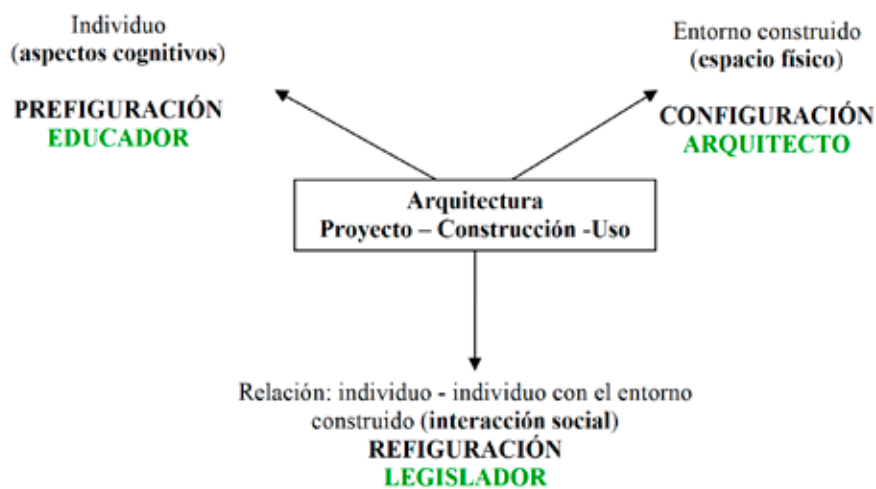 Individuo
(aspectos cognitivos)
PREFIGURACIÓN
EDUCADOR
Entorno construido
(espacio físico)
CONFIGURACIÓN
ARQUITECTO
Arquitectura
Proyecto – Construcción -Uso
Relación: individuo - individuo con el entorno
construido (interacción social)
REFIGURACIÓN
LEGISLADOR